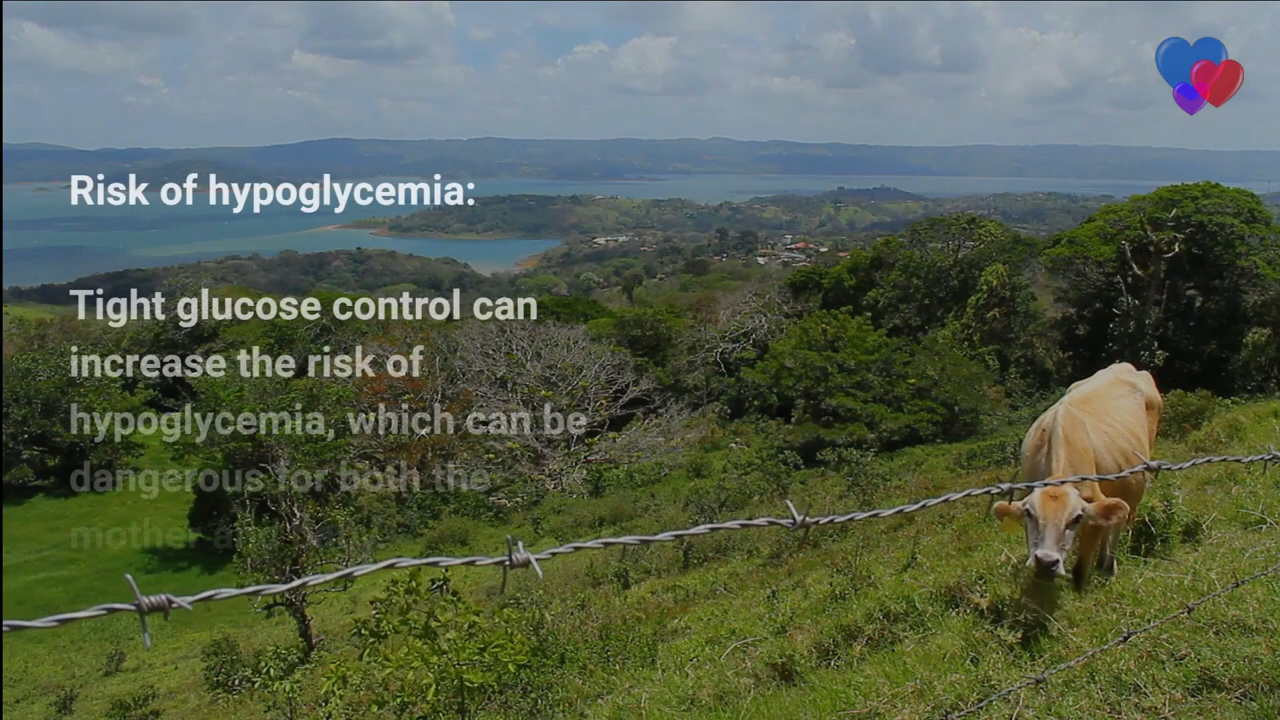 Risk of hypoglycemia:
Tight glucose control can
increase the risk of
hypoglycemia, which can be
dangerous for both the
mother